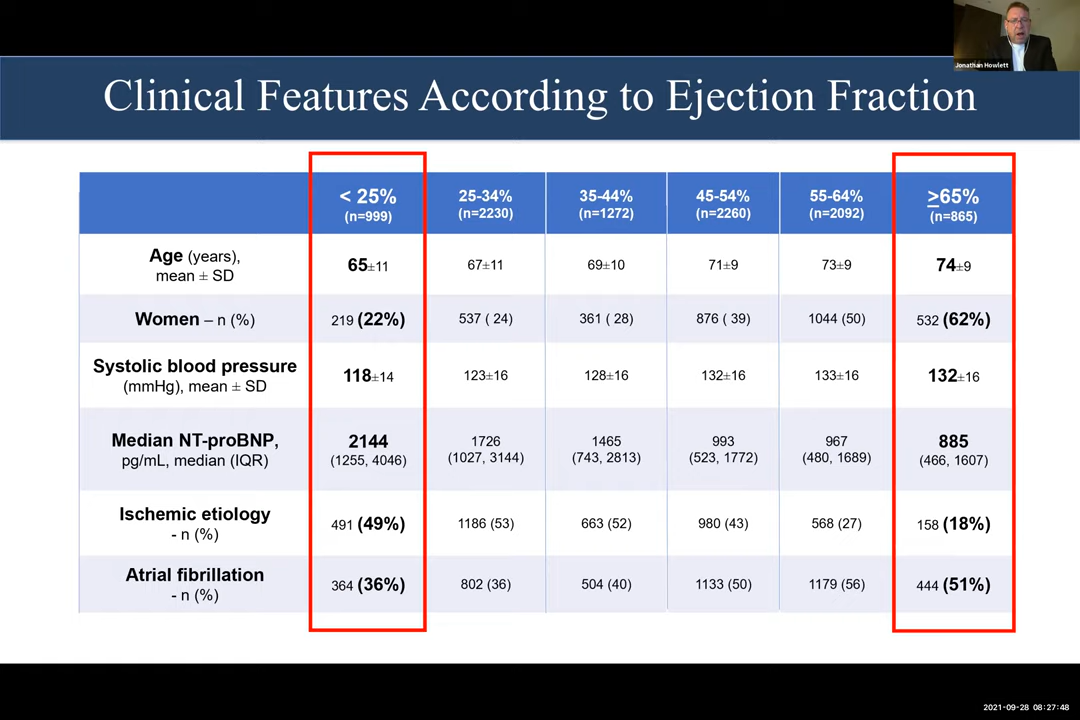 Jonathan Howlett
Clinical Features According to Ejection Fraction
< 25% 25-34% 35-44% 45-54% 55-64% ≥65%
(n=999) (n=2230) (n=1272) (n=2260) (n=2092) (n=865)
Age (years),
mean ± SD
65±11 67±11 69±10 71±9 73±9 74±9
Women – n (%) 219 (22%) 537 ( 24) 361 ( 28) 876 ( 39) 1044 (50) 532 (62%)
Systolic blood pressure
(mmHg), mean ± SD
118±14 123±16 128±16 132±16 133±16 132±16
Median NT-proBNP,
pg/mL, median (IQR)
2144 1726 1465 993 967 885
(1255, 4046) (1027, 3144) (743, 2813) (523, 1772) (480, 1689) (466, 1607)
Ischemic etiology
- n (%)
491 (49%) 1186 (53) 663 (52) 980 (43) 568 (27) 158 (18%)
Atrial fibrillation
- n (%)
364 (36%) 802 (36) 504 (40) 1133 (50) 1179 (56) 444 (51%)
2021-09-28 08:27:48